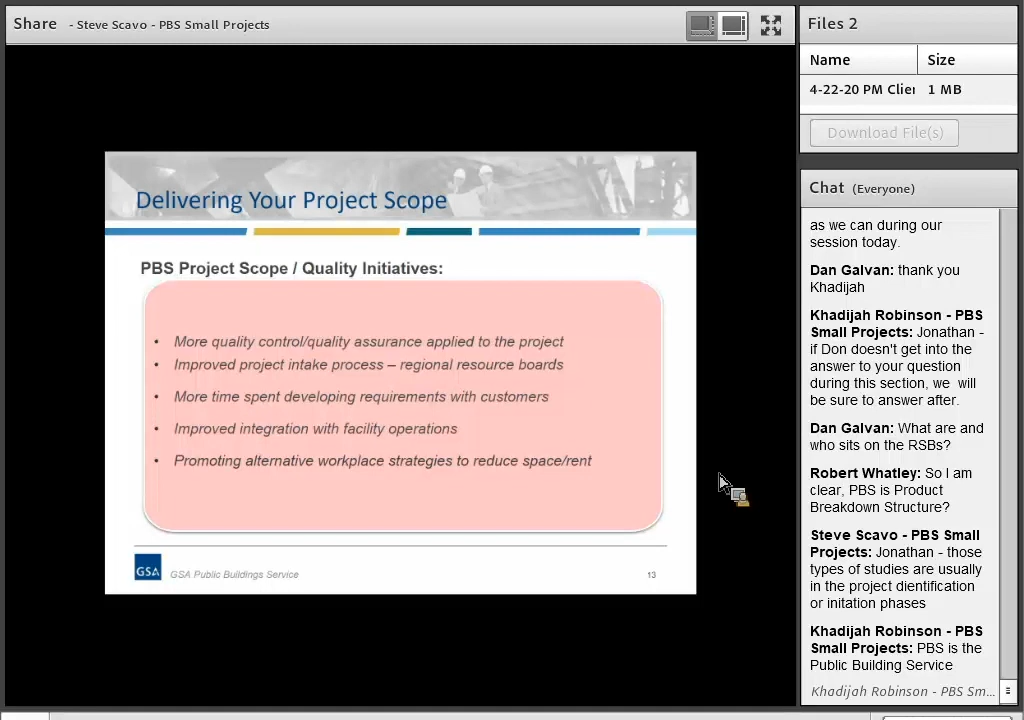 Share - Steve Scavo - PBS Small Projects
Delivering Your Project Scope
PBS Project Scope / Quality Initiatives:
• More quality control/quality assurance applied to the project
• Improved project intake process – regional resource boards
• More time spent developing requirements with customers
• Improved integration with facility operations
• Promoting alternative workplace strategies to reduce space/rent
GSA GSA Public Buildings Service 13
Files 2
Name Size
4-22-20 PM Clier 1 MB
Download File(s)
Chat (Everyone)
as we can during our
session today.
Dan Galvan: thank you
Khadijah
Khadijah Robinson - PBS
Small Projects: Jonathan -
if Don doesn't get into the
answer to your question
during this section, we will
be sure to answer after.
Dan Galvan: What are and
who sits on the RSBs?
Robert Whatley: So I am
clear, PBS is Product
Breakdown Structure?
Steve Scavo - PBS Small
Projects: Jonathan - those
types of studies are usually
in the project dientification
or initation phases
Khadijah Robinson - PBS
Small Projects: PBS is the
Public Building Service
Khadijah Robinson - PBS Sm...